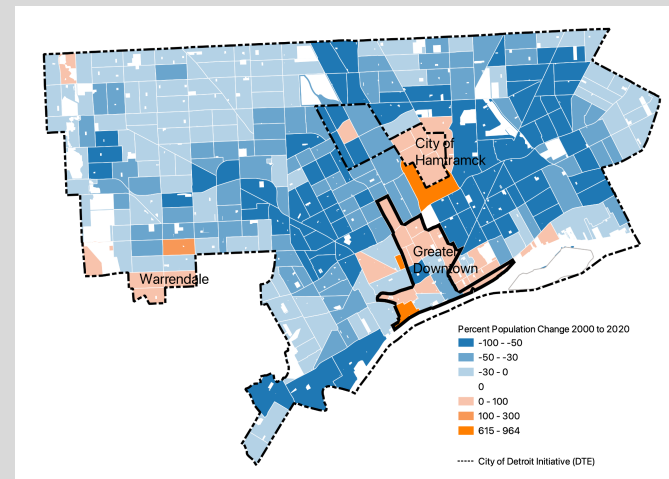 City of
Hamtramck
Greater
Downtown
Warrendale
Percent Population Change 2000 to 2020
-100 - -50
-50 - -30
-30 - 0
0
0 - 100
100 - 300
615 - 964
City of Detroit Initiative (DTE)